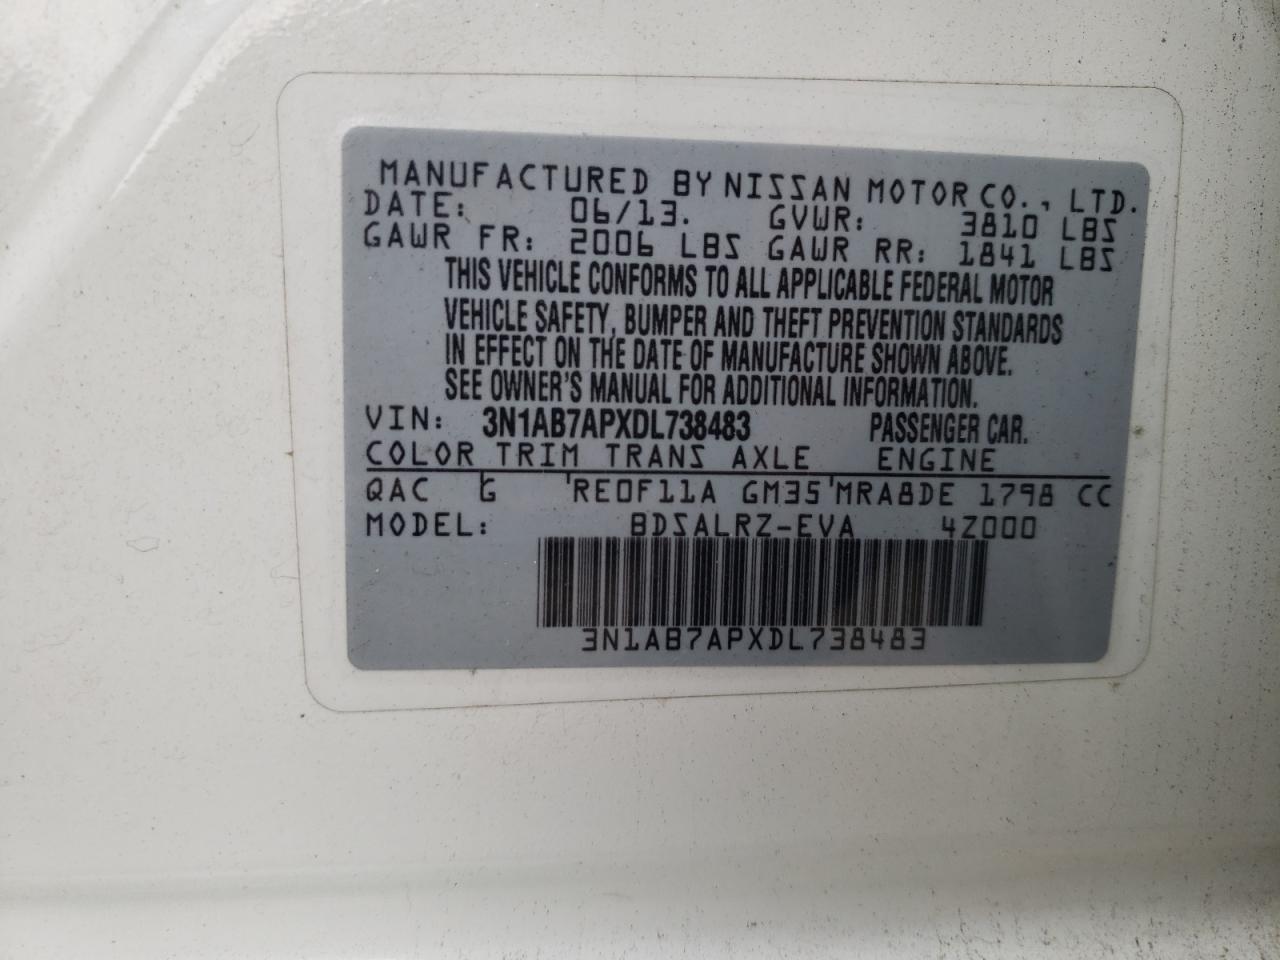 MANUFACTURED BY NISSAN MOTOR CO., LTD.
DATE: 06/13. GVWR: 3810 LBS
GAWR FR: 2006 LBS GAWR RR: 1841 LBS
THIS VEHICLE CONFORMS TO ALL APPLICABLE FEDERAL MOTOR
VEHICLE SAFETY, BUMPER AND THEFT PREVENTION STANDARDS
IN EFFECT ON THE DATE OF MANUFACTURE SHOWN ABOVE.
SEE OWNER'S MANUAL FOR ADDITIONAL INFORMATION.
VIN: 3N1AB7APXDL738483 PASSENGER CAR.
COLOR TRIM TRANS AXLE ENGINE
QAC G RE0F11A GM35 MRA8DE 1798 CC
MODEL: BDSALRZ-EVA 4Z000
3N1AB7APXDL738483